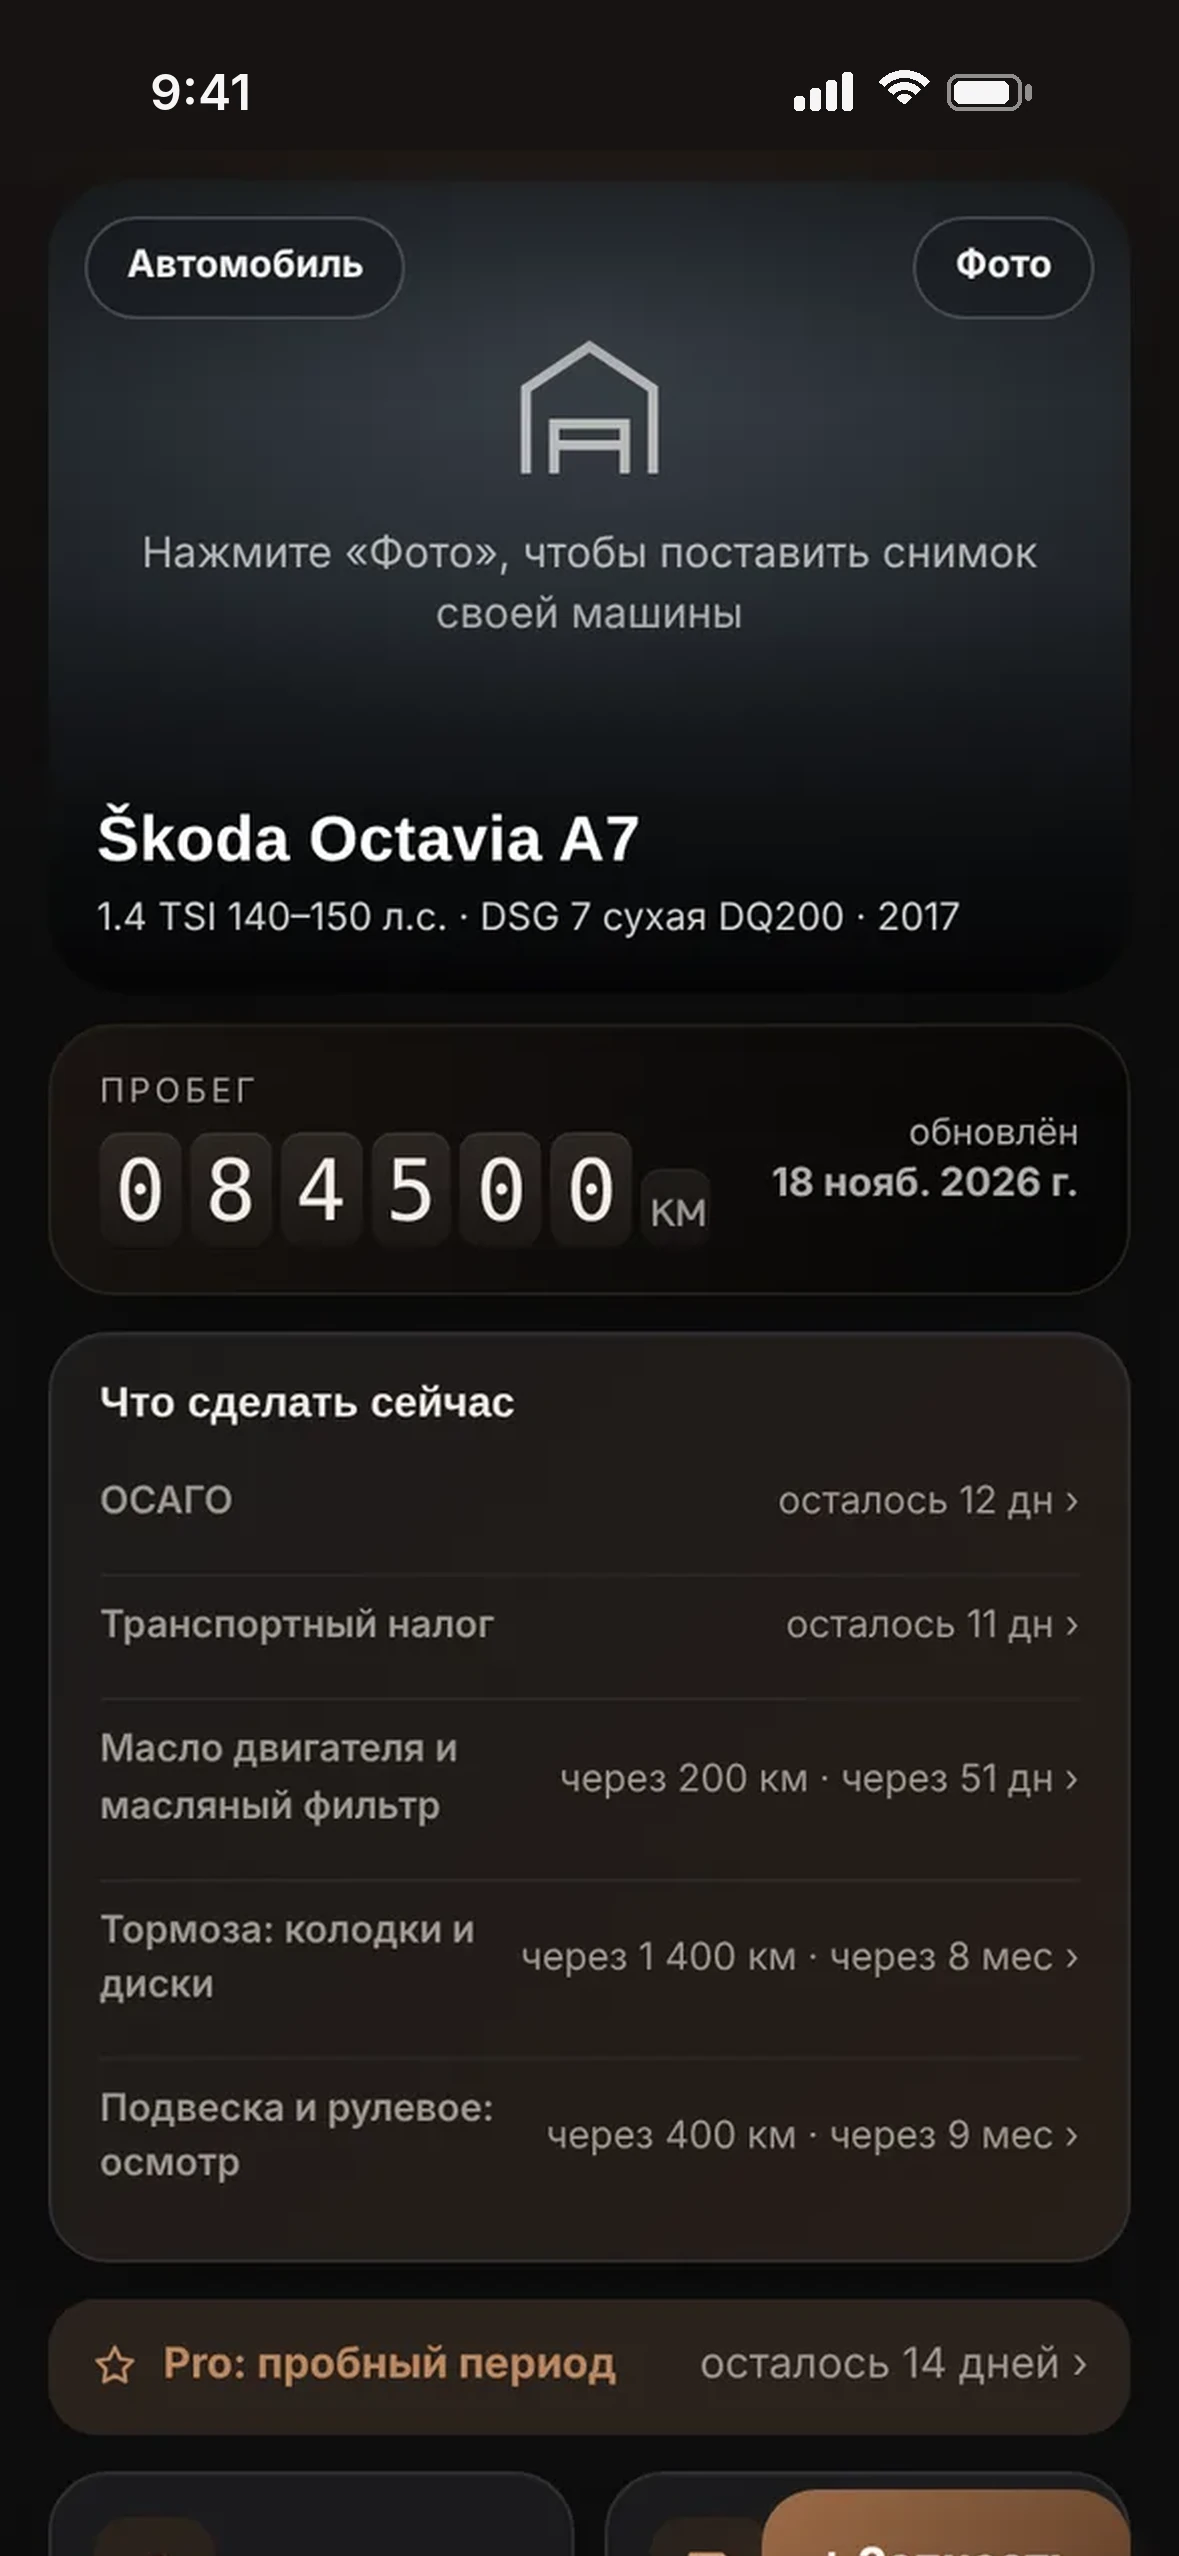 9:41
Автомобиль
Фото
Нажмите «Фото», чтобы поставить снимок
своей машины
Škoda Octavia A7
1.4 TSI 140–150 л.с. · DSG 7 сухая DQ200 · 2017
ПРОБЕГ
084500 км
обновлён
18 нояб. 2026 г.
Что сделать сейчас
ОСАГО
осталось 12 дн ›
Транспортный налог
осталось 11 дн ›
Масло двигателя и
масляный фильтр
через 200 км · через 51 дн ›
Тормоза: колодки и
диски
через 1 400 км · через 8 мес ›
Подвеска и рулевое:
осмотр
через 400 км · через 9 мес ›
Pro: пробный период
осталось 14 дней ›